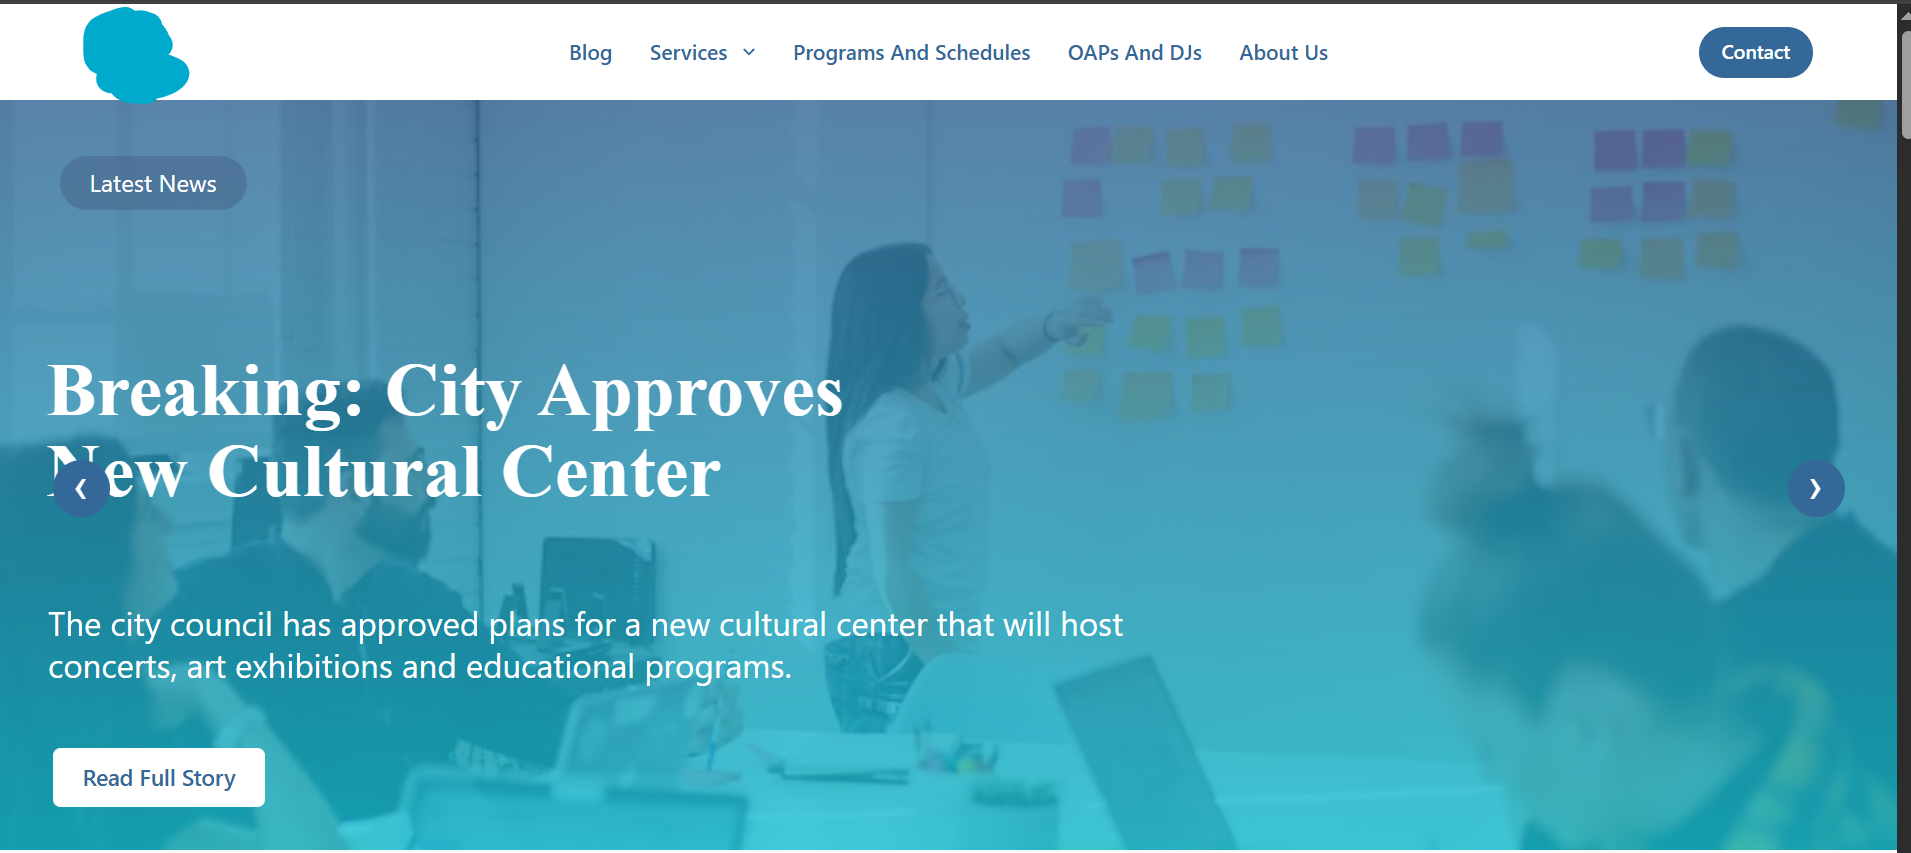 Blog Services Programs And Schedules OAPs And DJs About Us Contact
Latest News
Breaking: City Approves
New Cultural Center
The city council has approved plans for a new cultural center that will host
concerts, art exhibitions and educational programs.
Read Full Story